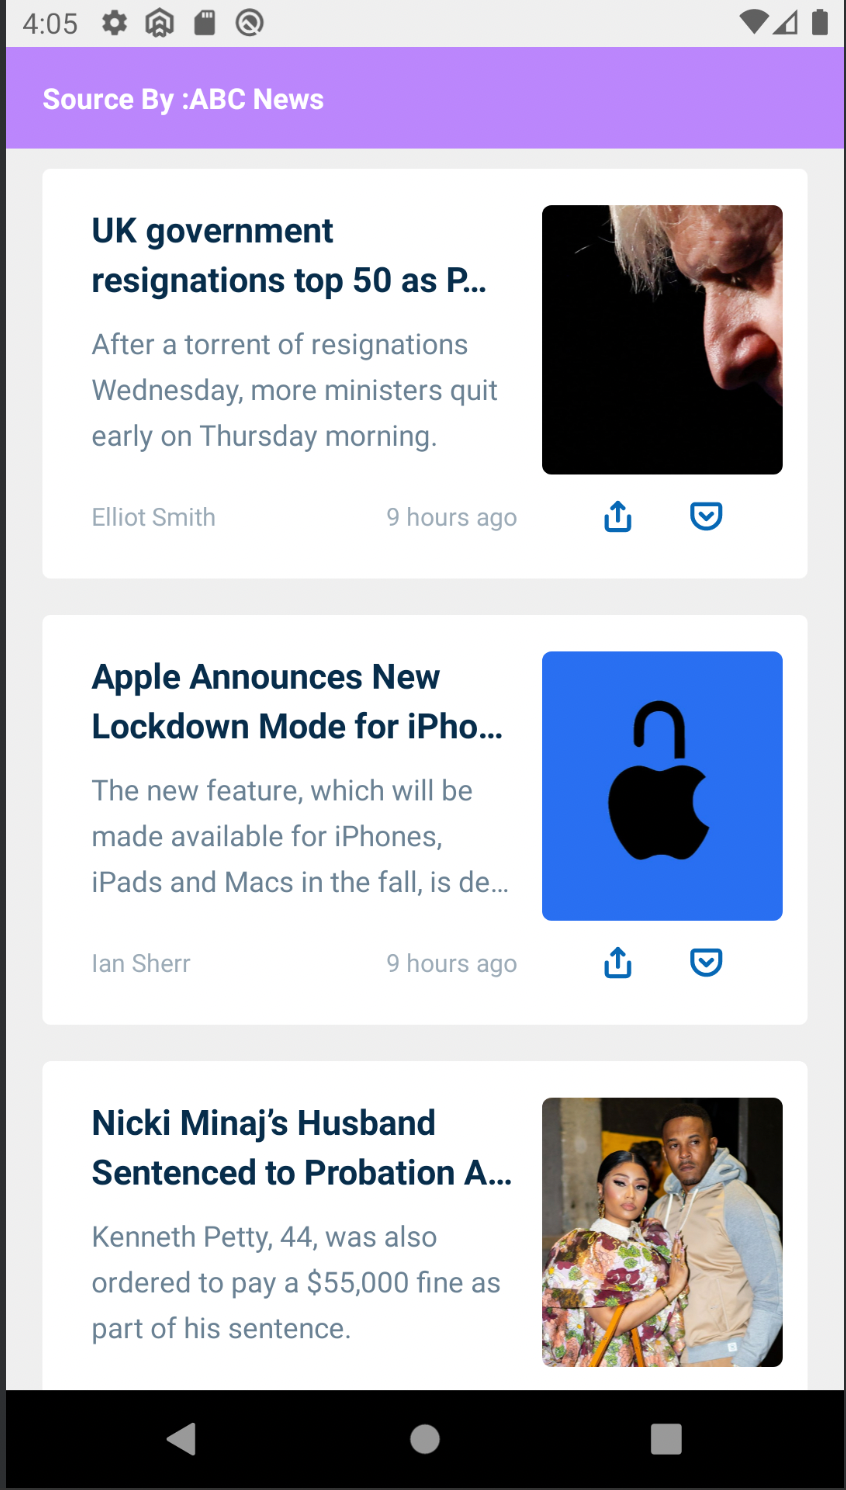 4:05
Source By :ABC News
UK government
resignations top 50 as P...
After a torrent of resignations
Wednesday, more ministers quit
early on Thursday morning.
Elliot Smith 9 hours ago
Apple Announces New
Lockdown Mode for iPho...
The new feature, which will be
made available for iPhones,
iPads and Macs in the fall, is de...
Ian Sherr 9 hours ago
Nicki Minaj’s Husband
Sentenced to Probation A...
Kenneth Petty, 44, was also
ordered to pay a $55,000 fine as
part of his sentence.